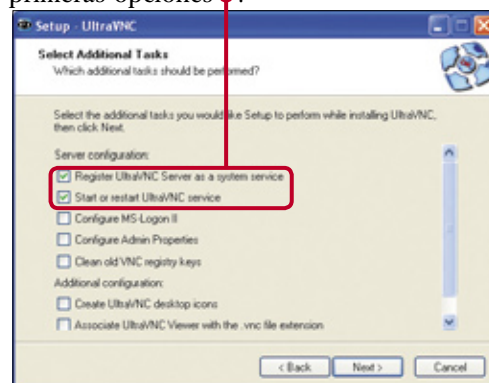 primeras opciones
Setup - UltraVNC
Select Additional Tasks
Which additional tasks should be performed?
Select the additional tasks you would like Setup to perform while installing UltraVNC,
then click Next.
Server configuration:
Register UltraVNC Server as a system service
Start or restart UltraVNC service
Configure MS-Logon II
Configure Admin Properties
Clean old VNC registry keys
Additional configuration:
Create UltraVNC desktop icons
Associate UltraVNC Viewer with the .vnc file extension
< Back
Next >
Cancel